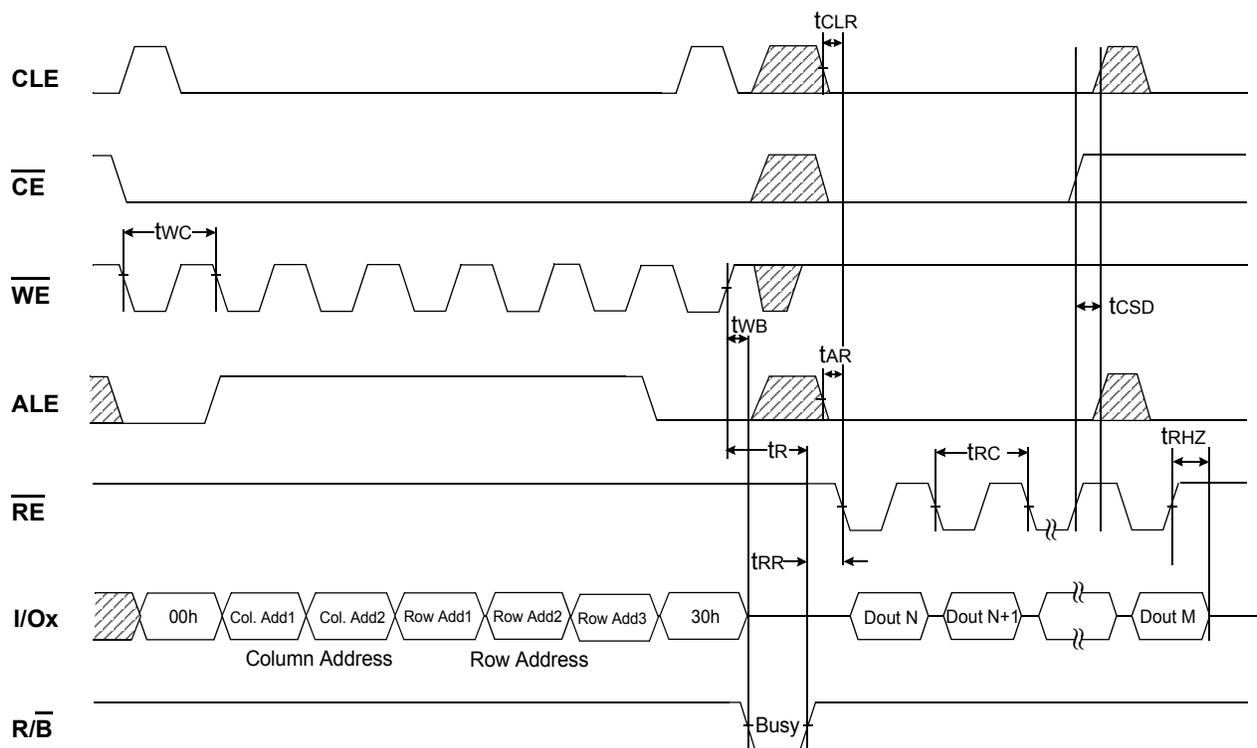 tCLR
CLE
CE
tWC
WE
tWB
tCSD
tAR
ALE
tR
tRC
tRHZ
RE
tRR
I/Ox
00h
Col. Add1
Col. Add2
Row Add1
Row Add2
Row Add3
30h
Dout N
Dout N+1
Dout M
Column Address
Row Address
R/B
Busy